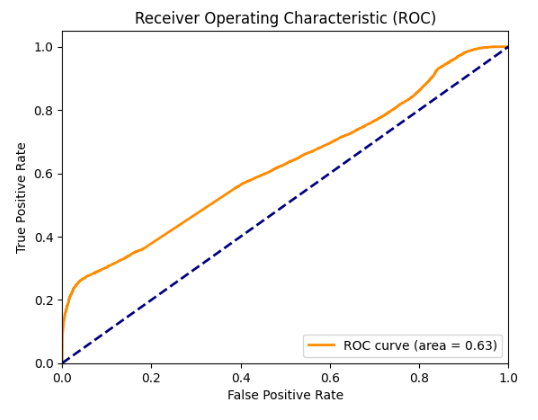 Receiver Operating Characteristic (ROC)
True Positive Rate
1.0
0.8
0.6
0.4
0.2
0.0
0.0 0.2 0.4 0.6 0.8 1.0
False Positive Rate
ROC curve (area = 0.63)